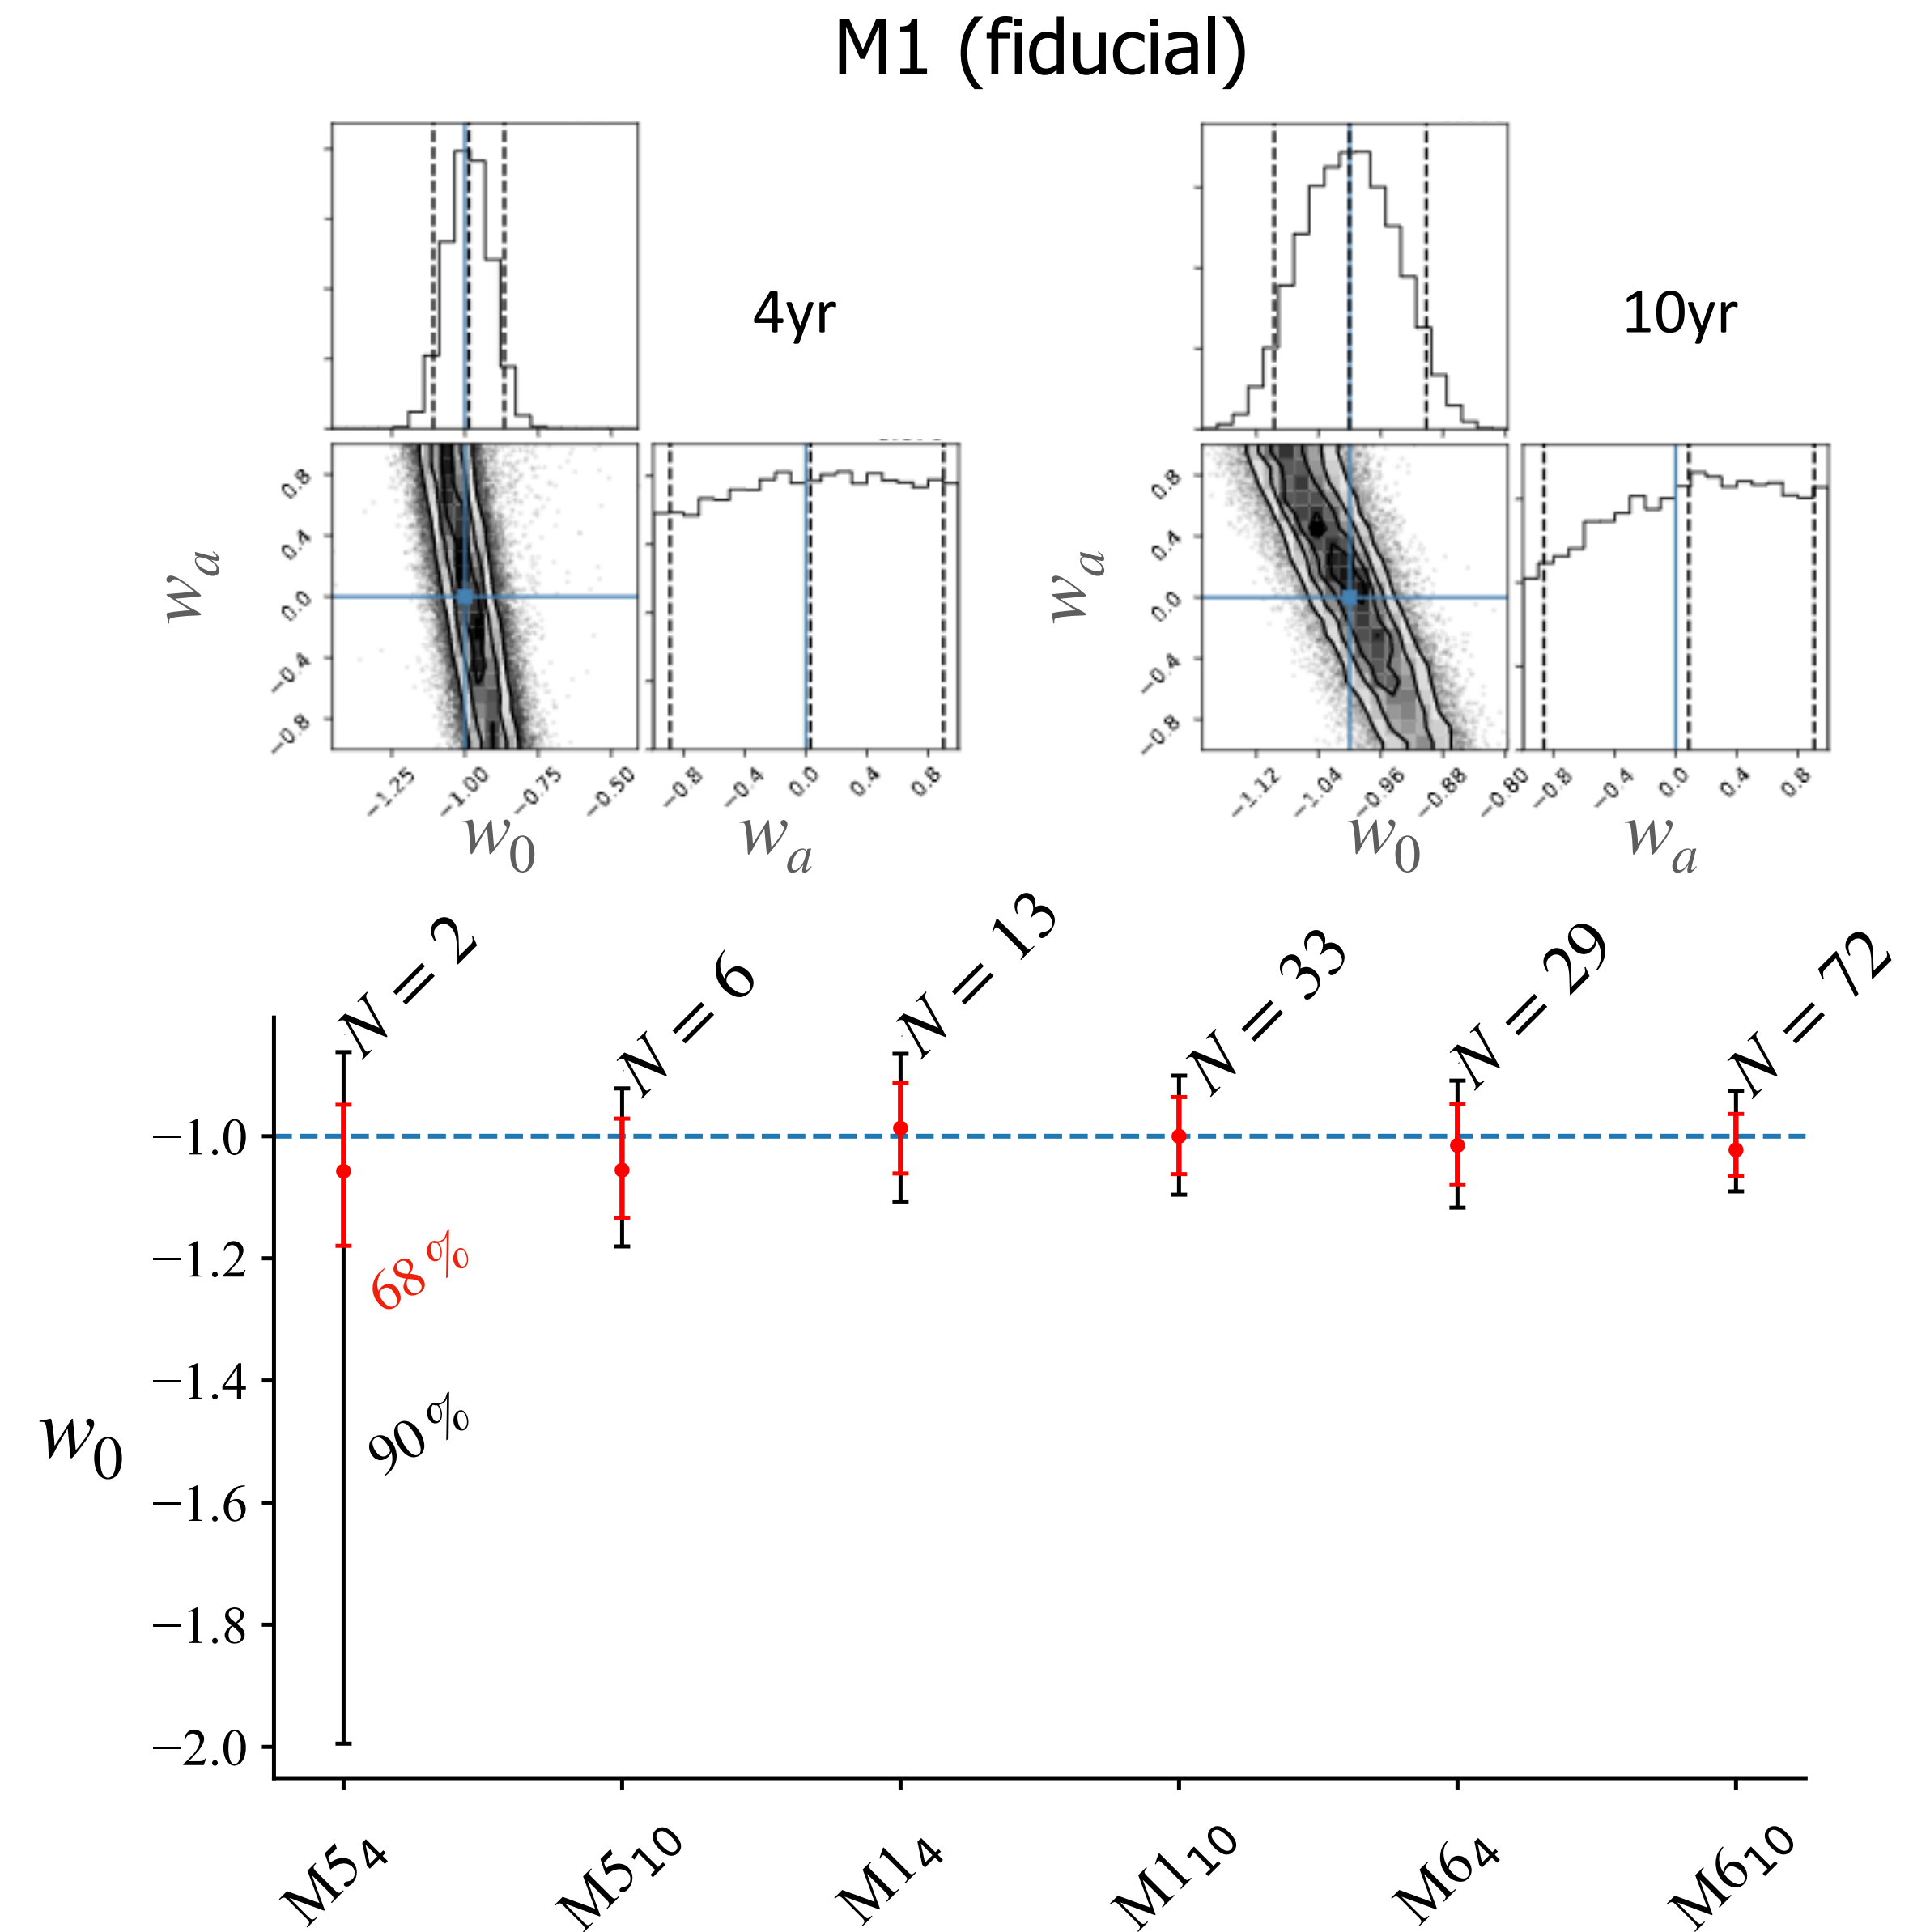 M1 (fiducial)
4yr
10yr
w_a
0.8
0.4
0.0
−0.4
−0.8
−1.25
−1.00
−0.75
−0.50
w_0
−0.8
−0.4
0.0
0.4
0.8
w_a
w_a
0.8
0.4
0.0
−0.4
−0.8
−1.12
−1.04
−0.96
−0.88
−0.80
w_0
−0.8
−0.4
0.0
0.4
0.8
w_a
N = 2
N = 6
N = 13
N = 33
N = 29
N = 72
68%
90%
w_0
−1.0
−1.2
−1.4
−1.6
−1.8
−2.0
M5_4
M5_10
M1_4
M1_10
M6_4
M6_10